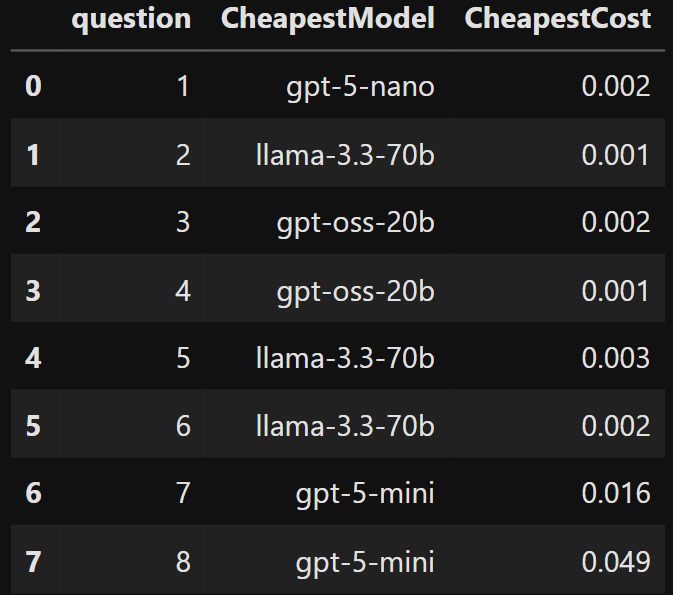 question CheapestModel CheapestCost
0 1 gpt-5-nano 0.002
1 2 llama-3.3-70b 0.001
2 3 gpt-oss-20b 0.002
3 4 gpt-oss-20b 0.001
4 5 llama-3.3-70b 0.003
5 6 llama-3.3-70b 0.002
6 7 gpt-5-mini 0.016
7 8 gpt-5-mini 0.049